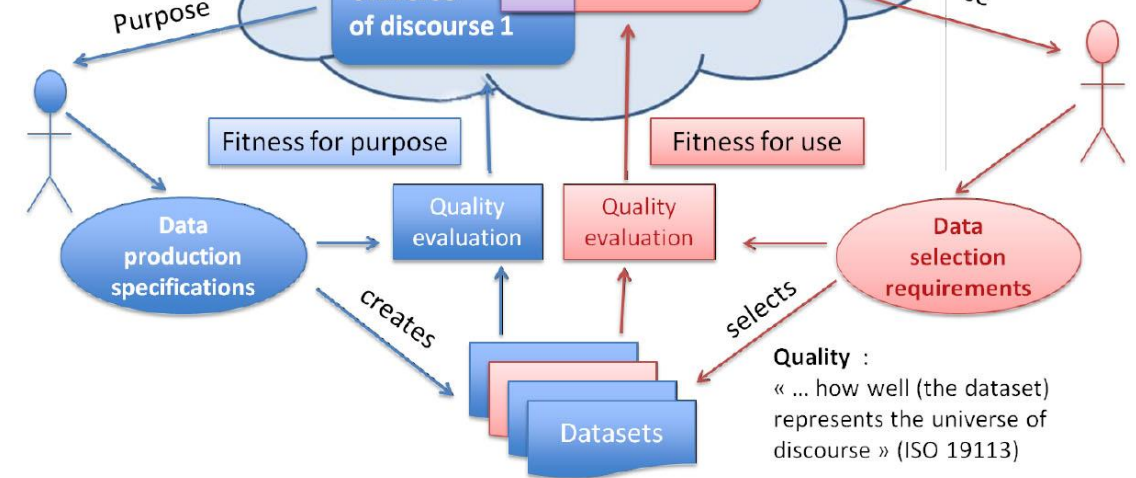 Purpose
of discourse 1
Fitness for purpose
Fitness for use
Quality
evaluation
Quality
evaluation
Data
production
specifications
Data
selection
requirements
creates
selects
Datasets
Quality :
« ... how well (the dataset)
represents the universe of
discourse » (ISO 19113)